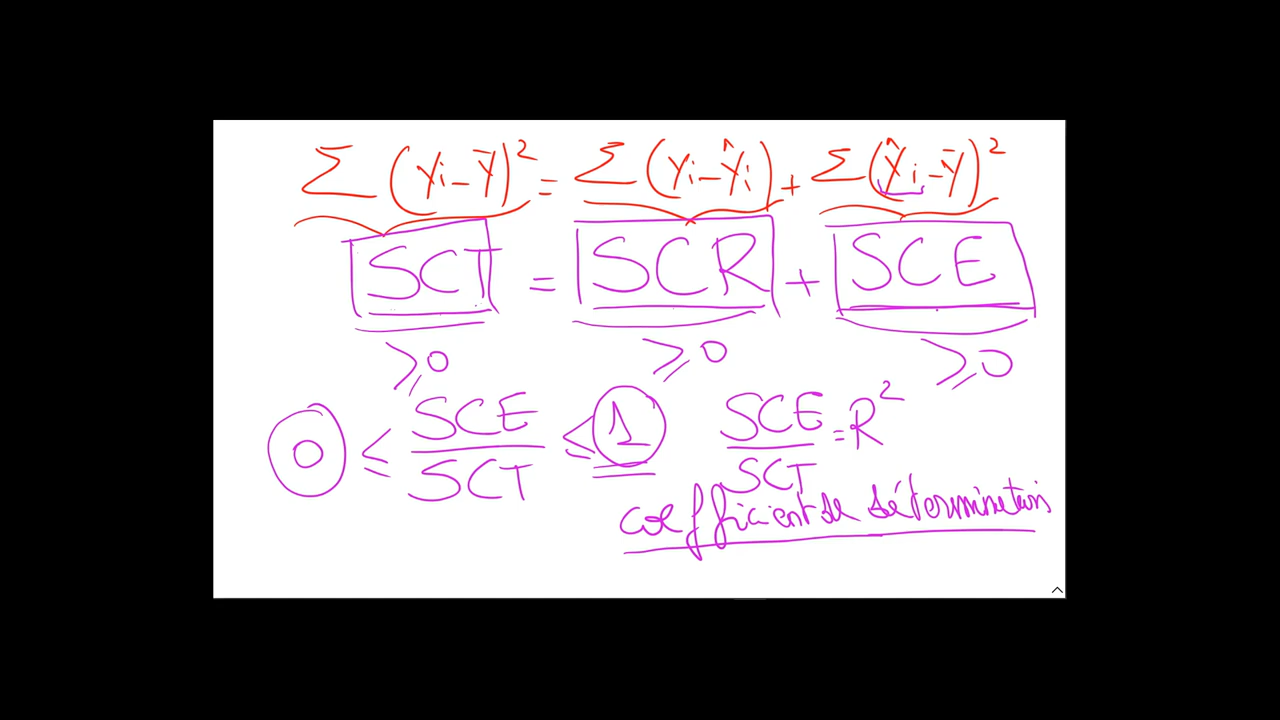 Σ (Yi - Ȳ)² = Σ (Yi - Ŷi) + Σ (Ŷi - Ȳ)²
SCT = SCR + SCE
≥0 ≥0 ≥0
0 ≤ SCE/SCT ≤ 1 SCE/SCT = R²
coefficient de détermination